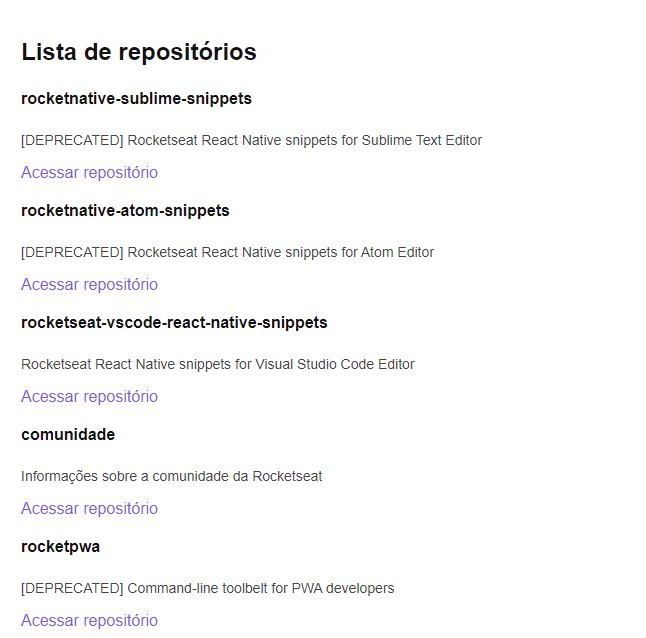 Lista de repositórios
rocketnative-sublime-snippets
[DEPRECATED] Rocketseat React Native snippets for Sublime Text Editor
Acessar repositório
rocketnative-atom-snippets
[DEPRECATED] Rocketseat React Native snippets for Atom Editor
Acessar repositório
rocketseat-vscode-react-native-snippets
Rocketseat React Native snippets for Visual Studio Code Editor
Acessar repositório
comunidade
Informações sobre a comunidade da Rocketseat
Acessar repositório
rocketpwa
[DEPRECATED] Command-line toolbelt for PWA developers
Acessar repositório